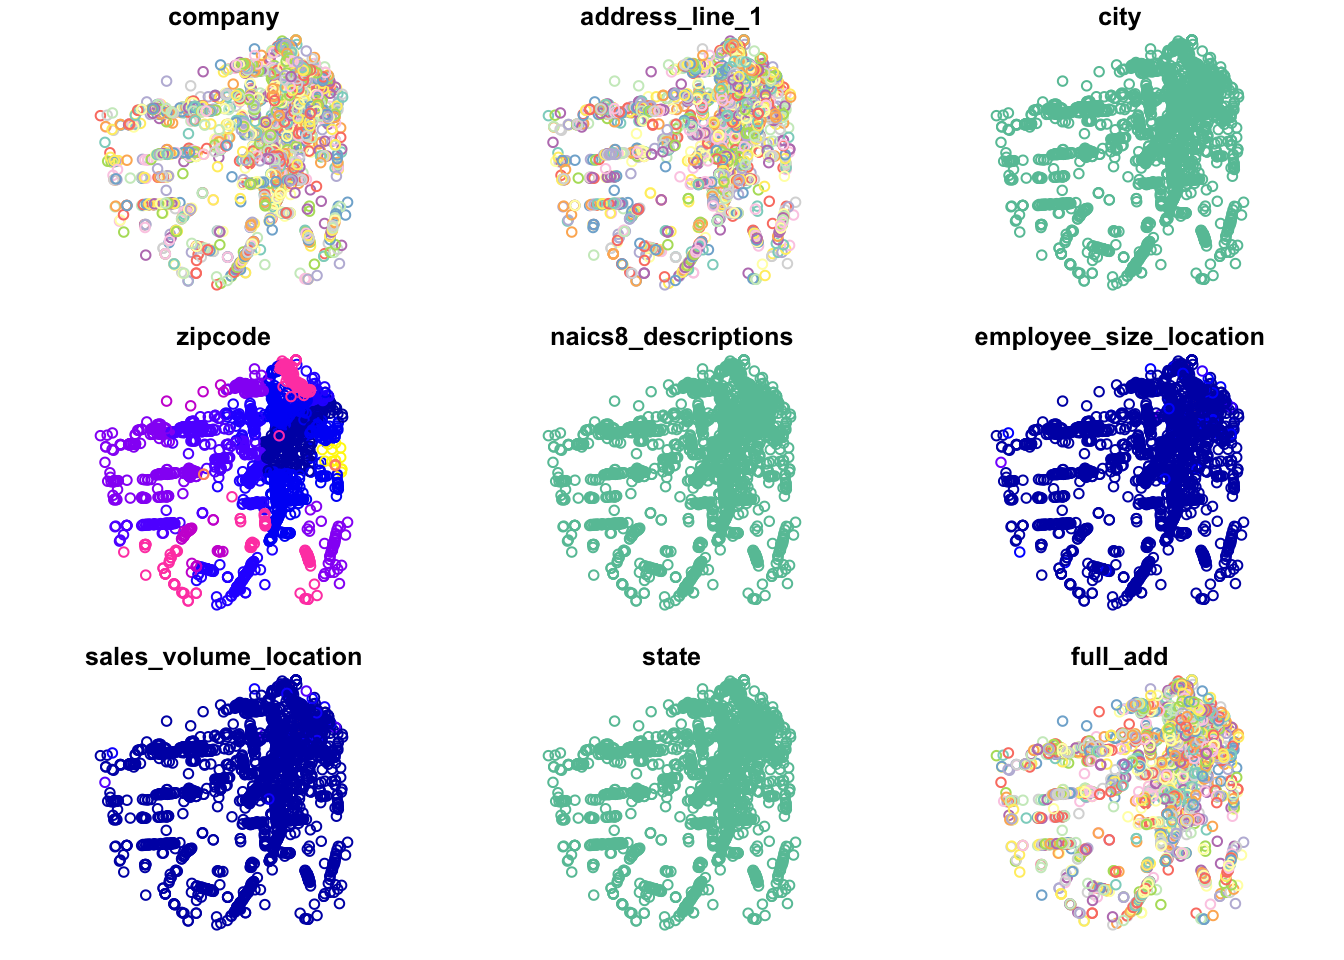 company
address_line_1
city
zipcode
naics8_descriptions
employee_size_location
sales_volume_location
state
full_add